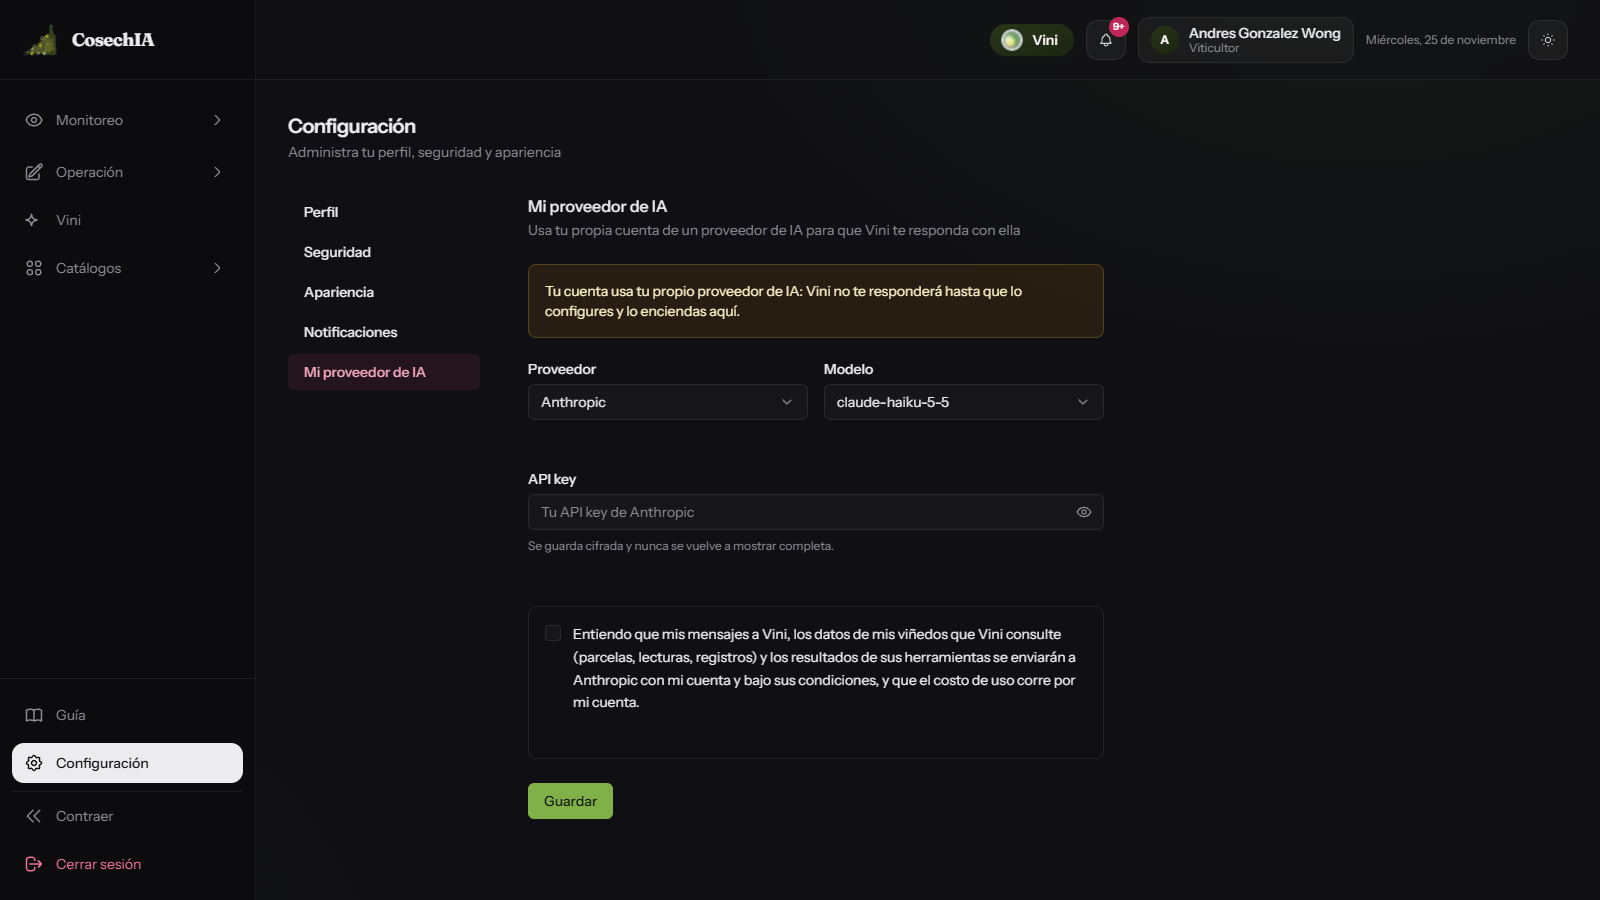 CosechIA
Vini
9+
A
Andres Gonzalez Wong
Viticultor
Miércoles, 25 de noviembre
Monitoreo
Operación
Vini
Catálogos
Guía
Configuración
Contraer
Cerrar sesión
Configuración
Administra tu perfil, seguridad y apariencia
Perfil
Seguridad
Apariencia
Notificaciones
Mi proveedor de IA
Mi proveedor de IA
Usa tu propia cuenta de un proveedor de IA para que Vini te responda con ella
Tu cuenta usa tu propio proveedor de IA: Vini no te responderá hasta que lo
configures y lo enciendas aquí.
Proveedor
Anthropic
Modelo
claude-haiku-5-5
API key
Tu API key de Anthropic
Se guarda cifrada y nunca se vuelve a mostrar completa.
Entiendo que mis mensajes a Vini, los datos de mis viñedos que Vini consulte
(parcelas, lecturas, registros) y los resultados de sus herramientas se enviarán a
Anthropic con mi cuenta y bajo sus condiciones, y que el costo de uso corre por
mi cuenta.
Guardar